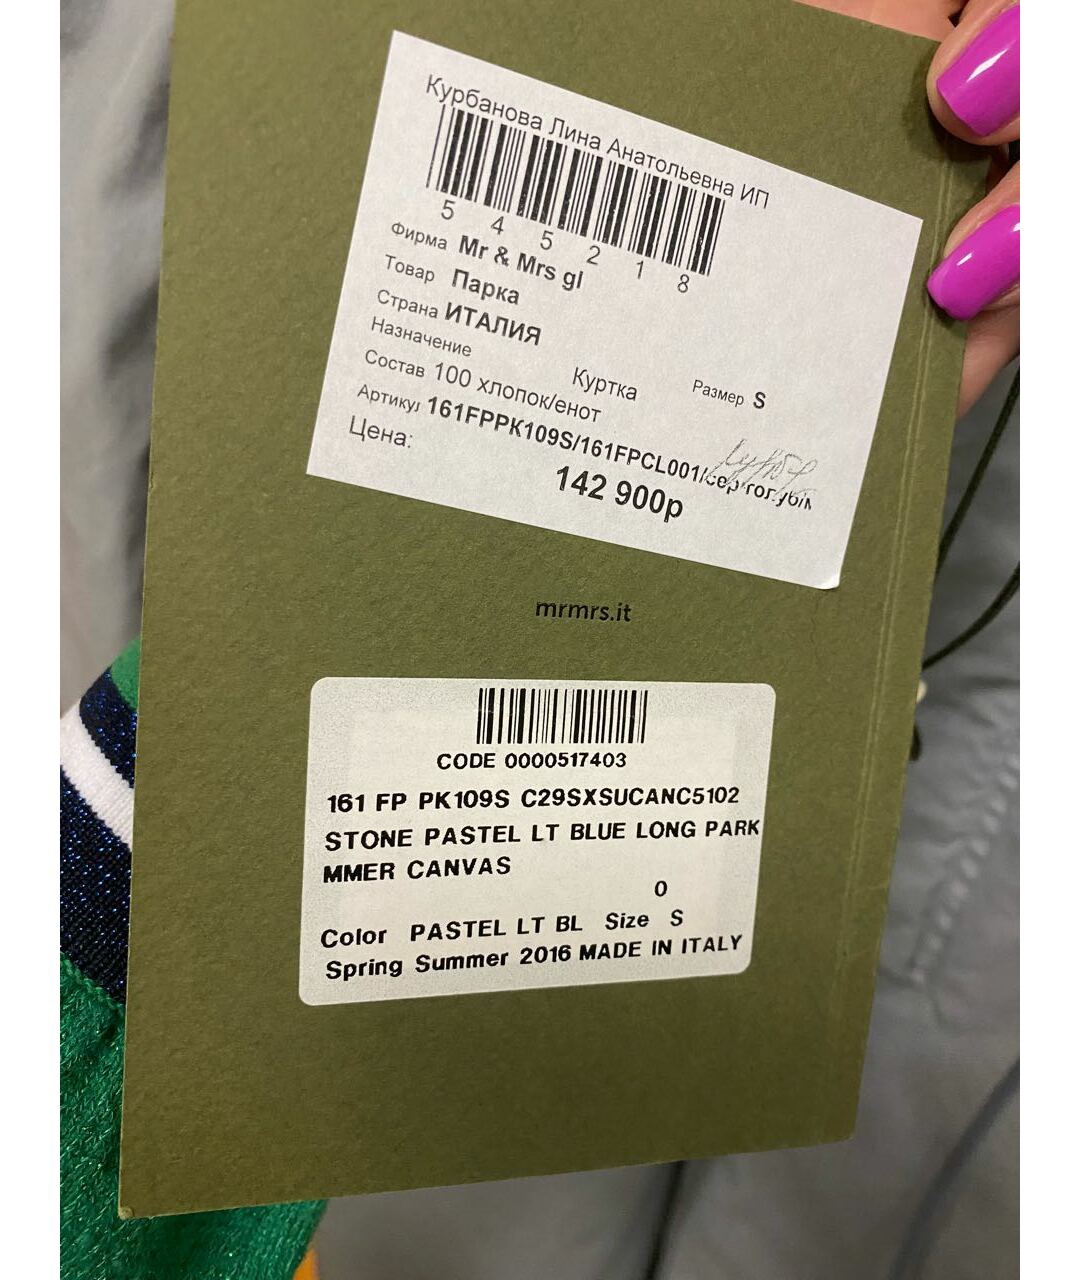 Курбанова Лина Анатольевна ИП
5 4 5 2 1 8
Фирма Mr & Mrs gl
Товар Парка
Страна ИТАЛИЯ
Назначение Куртка Размер S
Состав 100 хлопок/енот
Артикул 161FPPK109S/161FPCL001/сер/голуб/м
Цена: 142 900р
mrmrs.it
CODE 0000517403
161 FP PK109S C29SXSUCANC5102
STONE PASTEL LT BLUE LONG PARK
MMER CANVAS
0
Color PASTEL LT BL Size S
Spring Summer 2016 MADE IN ITALY